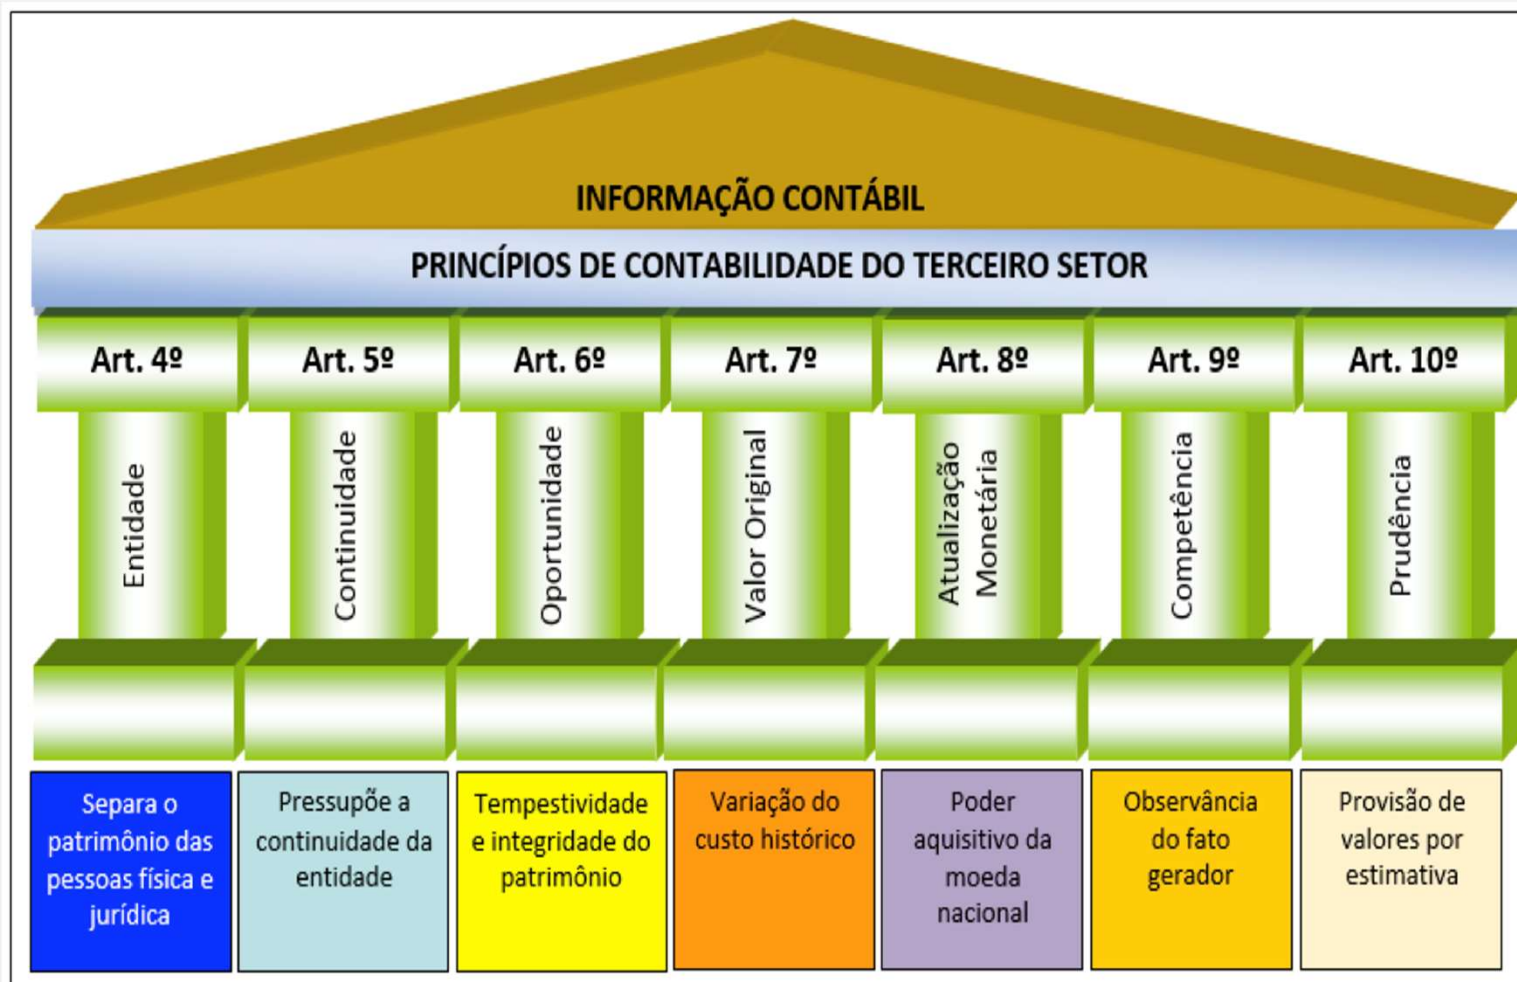 INFORMAÇÃO CONTÁBIL
PRINCÍPIOS DE CONTABILIDADE DO TERCEIRO SETOR
Art. 4º
Art. 5º
Art. 6º
Art. 7º
Art. 8º
Art. 9º
Art. 10º
Entidade
Continuidade
Oportunidade
Valor Original
Atualização
Monetária
Competência
Prudência
Separa o
patrimônio das
pessoas física e
jurídica
Pressupõe a
continuidade da
entidade
Tempestividade
e integridade do
patrimônio
Variação do
custo histórico
Poder
aquisitivo da
moeda
nacional
Observância
do fato
gerador
Provisão de
valores por
estimativa